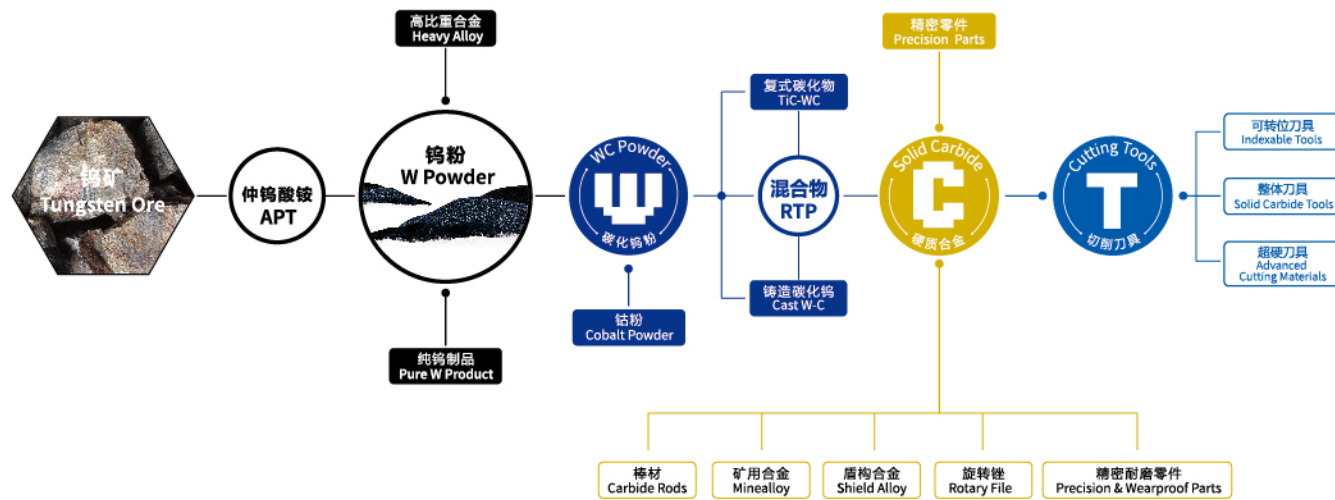 高比重合金
Heavy Alloy
精密零件
Precision Parts
复式碳化物
TiC-WC
钨矿
Tungsten Ore
仲钨酸铵
APT
钨粉
W Powder
WC Powder
W
碳化钨粉
混合物
RTP
Solid Carbide
C
硬质合金
Cutting Tools
T
切削刀具
可转位刀具
Indexable Tools
整体刀具
Solid Carbide Tools
超硬刀具
Advanced
Cutting Materials
铸造碳化钨
Cast W-C
钴粉
Cobalt Powder
纯钨制品
Pure W Product
棒材
Carbide Rods
矿用合金
Minealloy
盾构合金
Shield Alloy
旋转锉
Rotary File
精密耐磨零件
Precision & Wearproof Parts